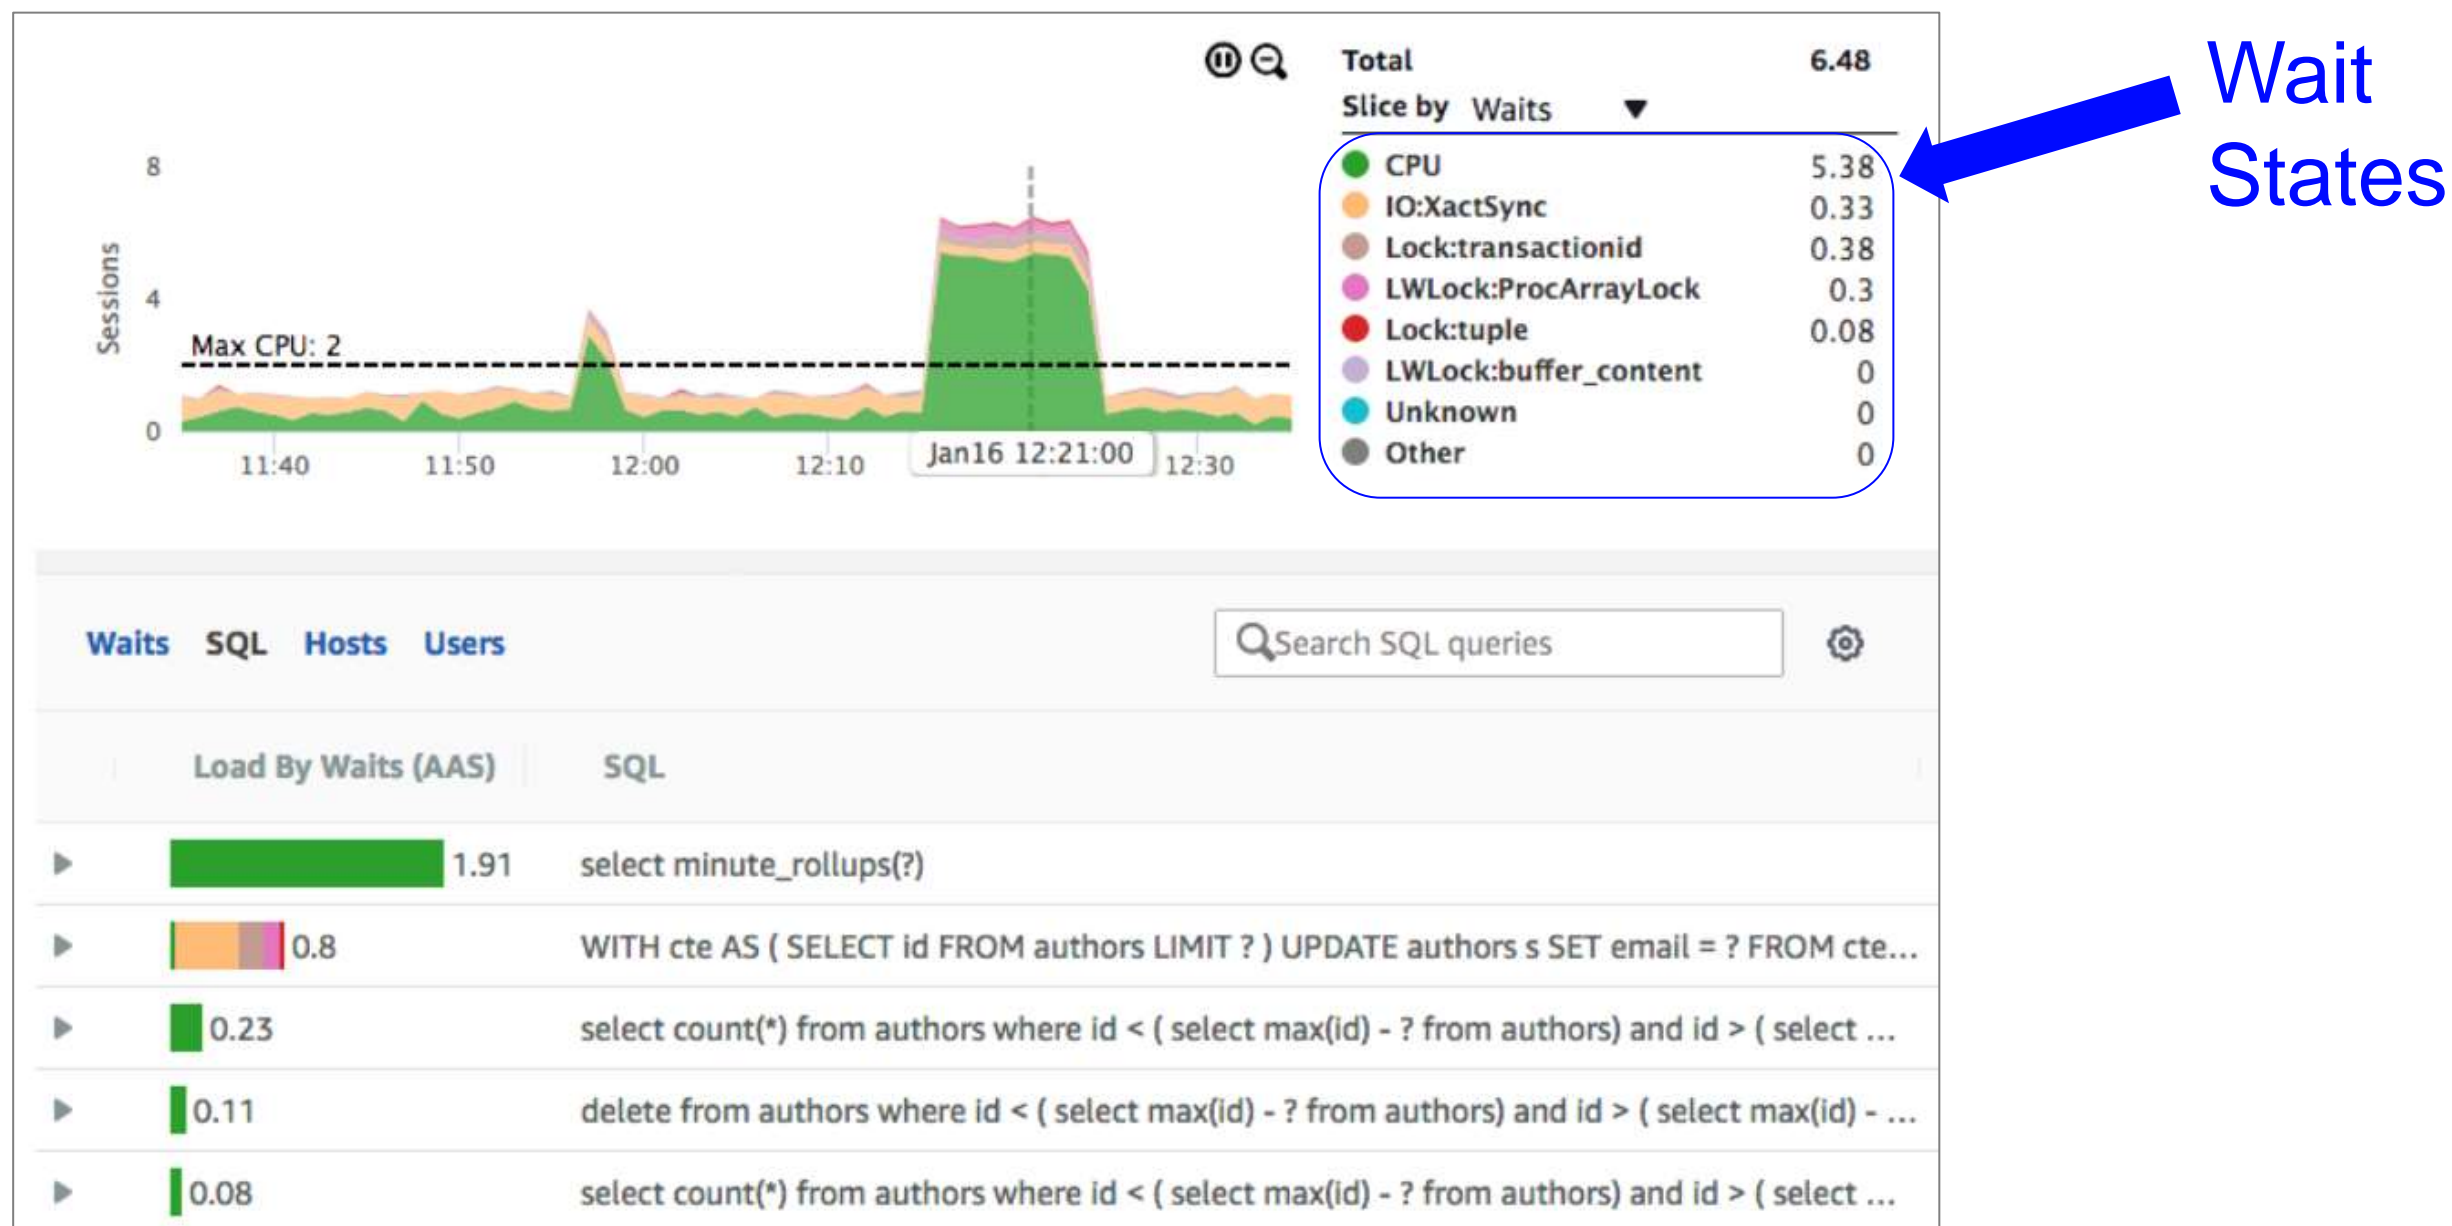 Total 6.48
Slice by Waits
CPU 5.38
IO:XactSync 0.33
Lock:transactionid 0.38
LWLock:ProcArrayLock 0.3
Lock:tuple 0.08
LWLock:buffer_content 0
Unknown 0
Other 0
Wait
States
Sessions
8
4
0
Max CPU: 2
11:40 11:50 12:00 12:10 Jan16 12:21:00 12:30
Waits SQL Hosts Users
Search SQL queries
Load By Waits (AAS) SQL
1.91 select minute_rollups(?)
0.8 WITH cte AS ( SELECT id FROM authors LIMIT ? ) UPDATE authors s SET email = ? FROM cte...
0.23 select count(*) from authors where id < ( select max(id) - ? from authors) and id > ( select ...
0.11 delete from authors where id < ( select max(id) - ? from authors) and id > ( select max(id) - ...
0.08 select count(*) from authors where id < ( select max(id) - ? from authors) and id > ( select ...